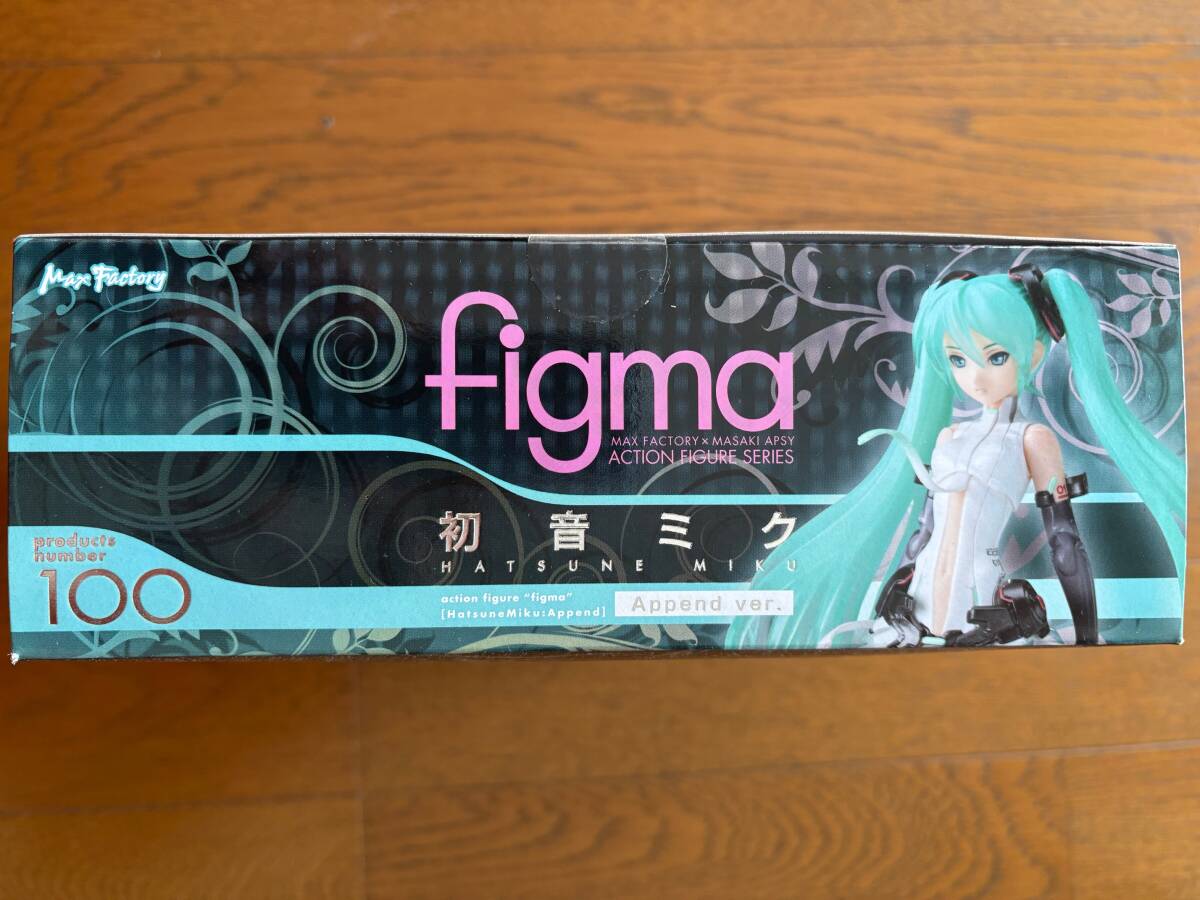 Max Factory
figma
MAX FACTORY × MASAKI APSY
ACTION FIGURE SERIES
初音ミク
HATSUNE MIKU
products
number
100
action figure "figma"
[HatsuneMiku:Append]
Append ver.